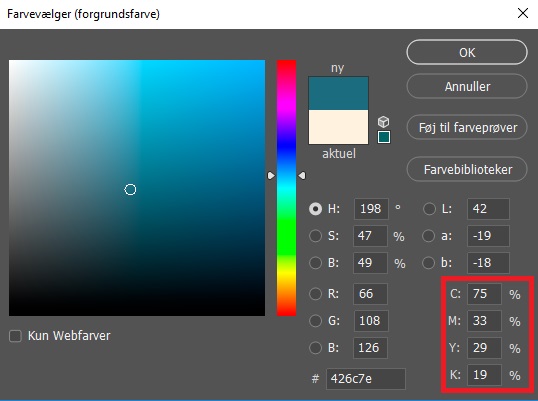 Farvevælger (forgrundsfarve)
ny
aktuel
OK
Annuller
Føj til farveprøver
Farvebiblioteker
H: 198 °
S: 47 %
B: 49 %
R: 66
G: 108
B: 126
# 426c7e
L: 42
a: -19
b: -18
C: 75 %
M: 33 %
Y: 29 %
K: 19 %
Kun Webfarver